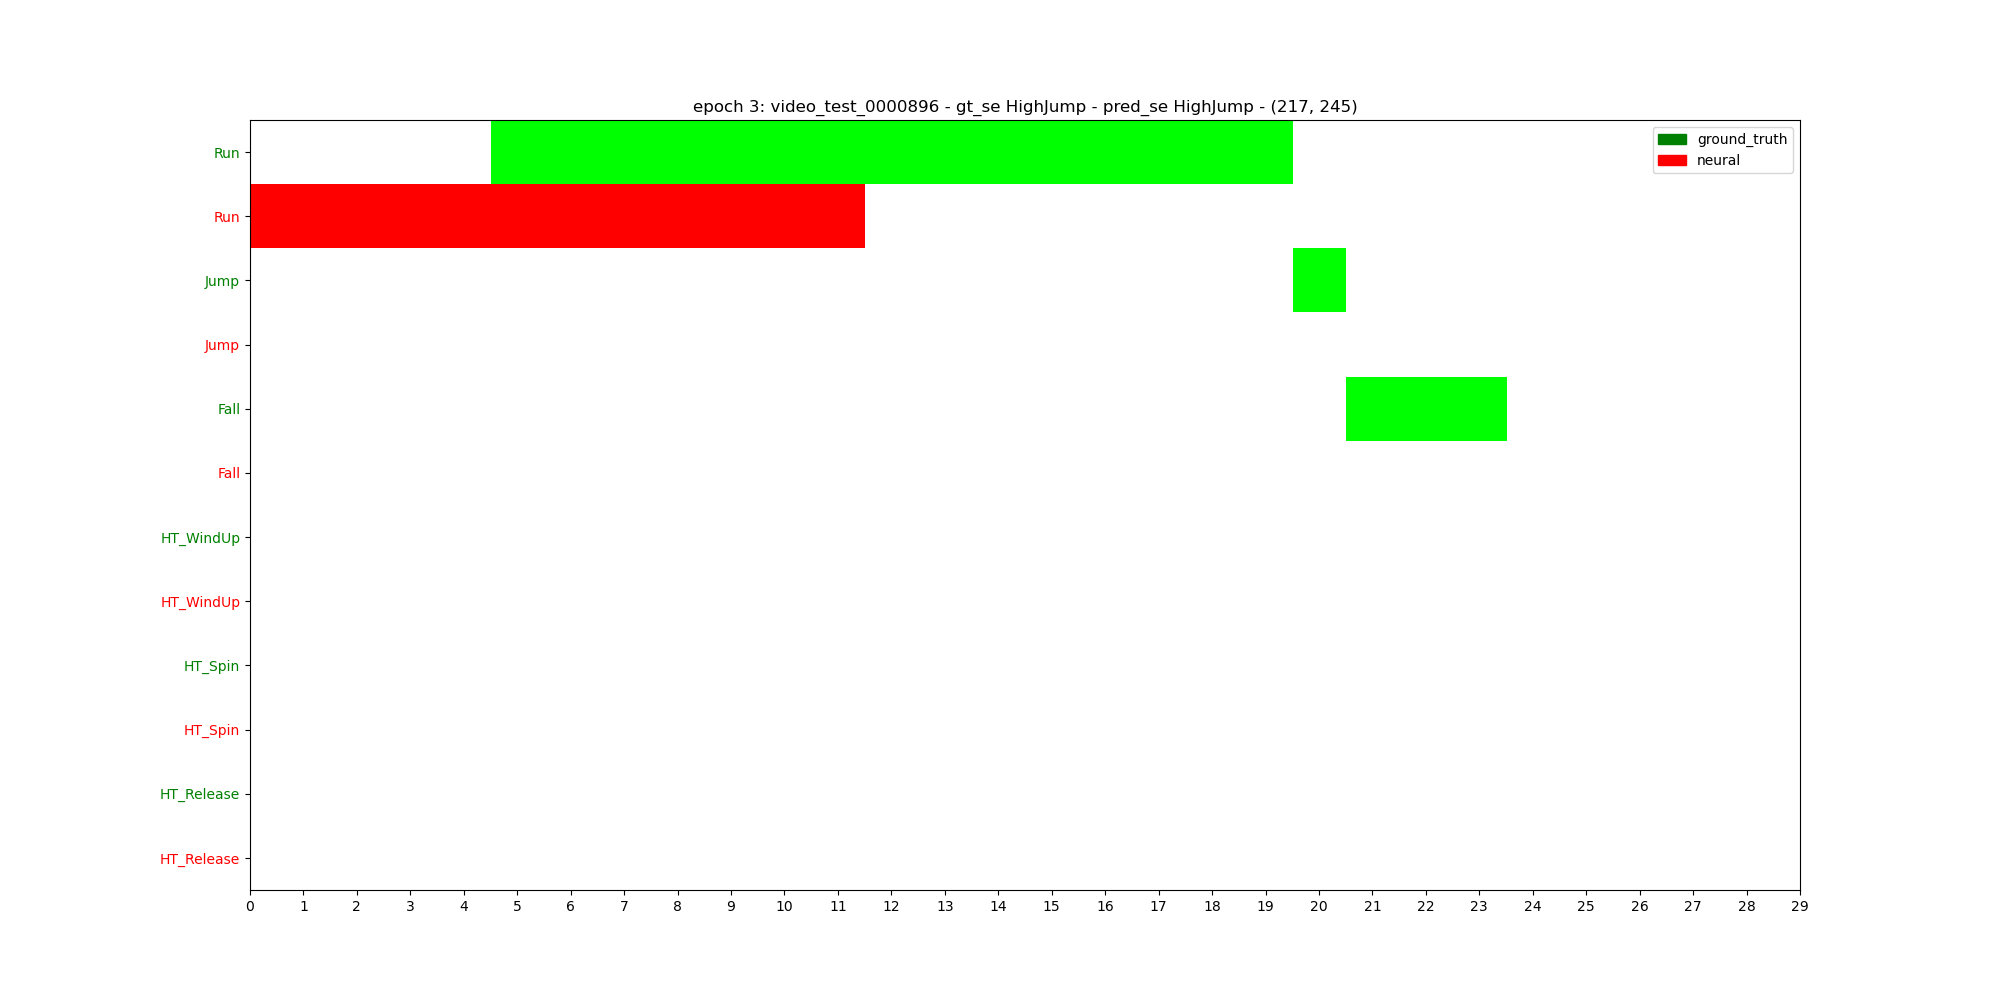 epoch 3: video_test_0000896 - gt_se HighJump - pred_se HighJump - (217, 245)
ground_truth
neural
Run
Run
Jump
Jump
Fall
Fall
HT_WindUp
HT_WindUp
HT_Spin
HT_Spin
HT_Release
HT_Release
0 1 2 3 4 5 6 7 8 9 10 11 12 13 14 15 16 17 18 19 20 21 22 23 24 25 26 27 28 29